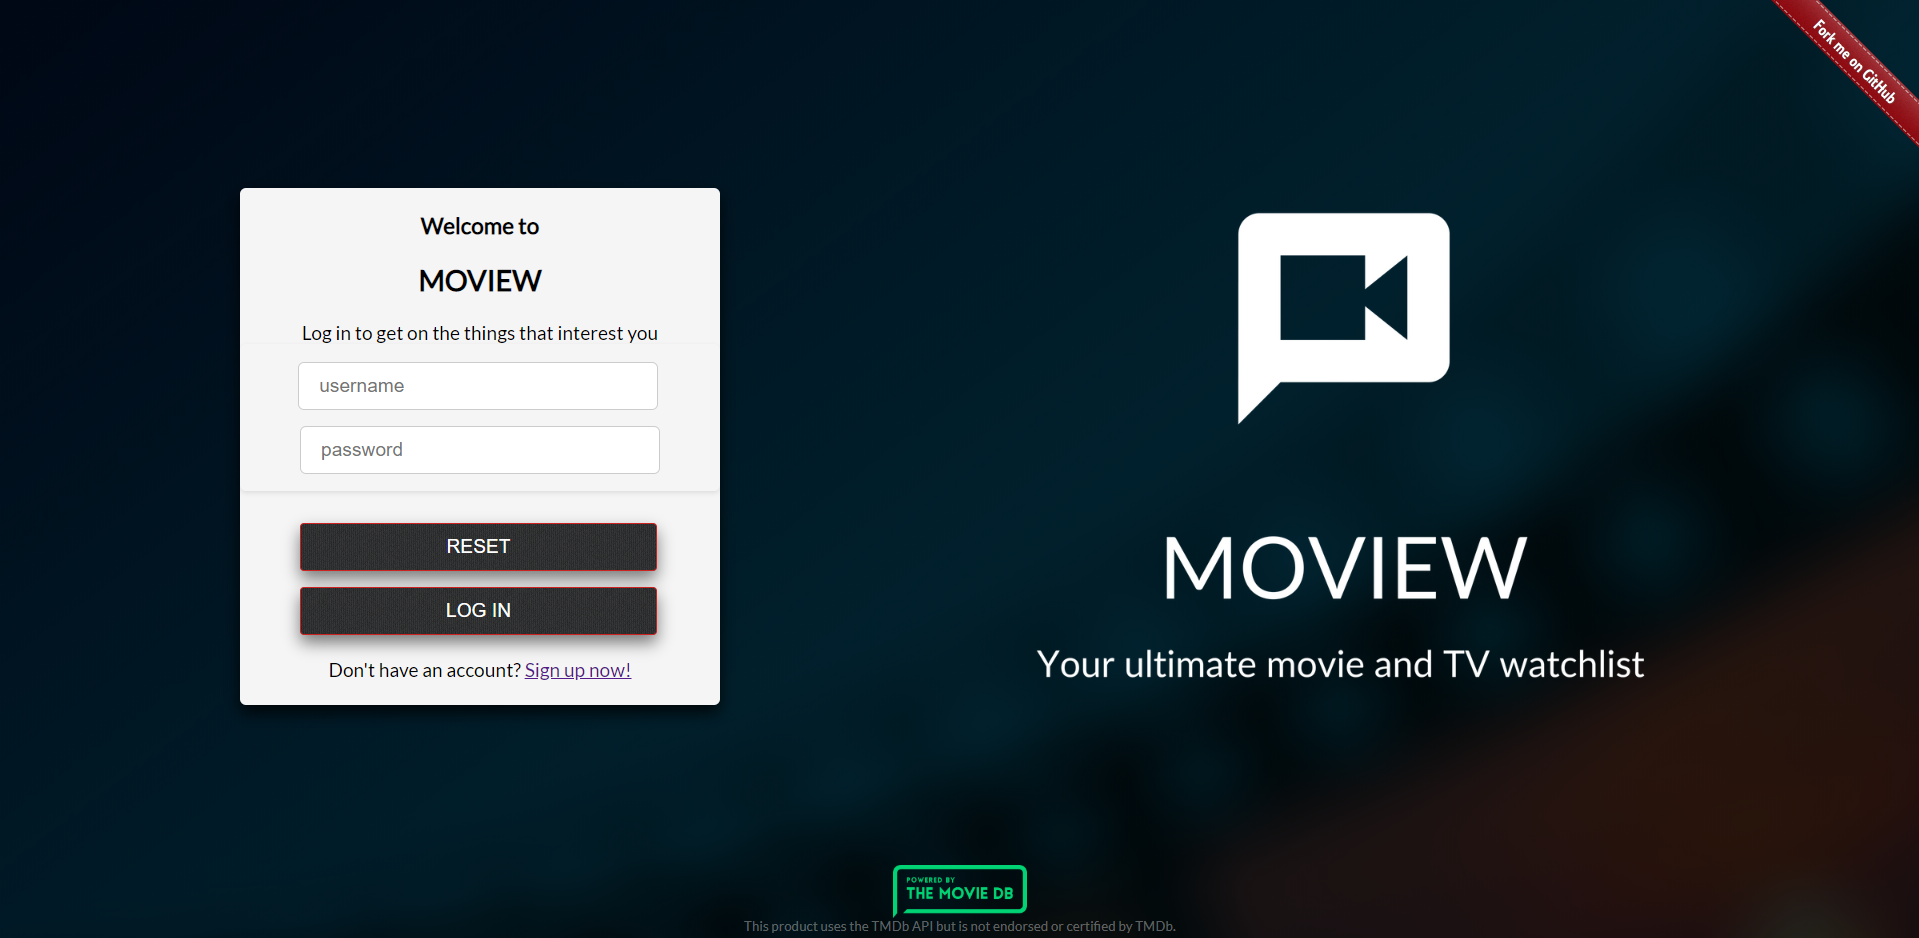 Fork me on GitHub
Welcome to
MOVIEW
Log in to get on the things that interest you
username
password
RESET
LOG IN
Don't have an account? Sign up now!
MOVIEW
Your ultimate movie and TV watchlist
POWERED BY
THE MOVIE DB
This product uses the TMDb API but is not endorsed or certified by TMDb.